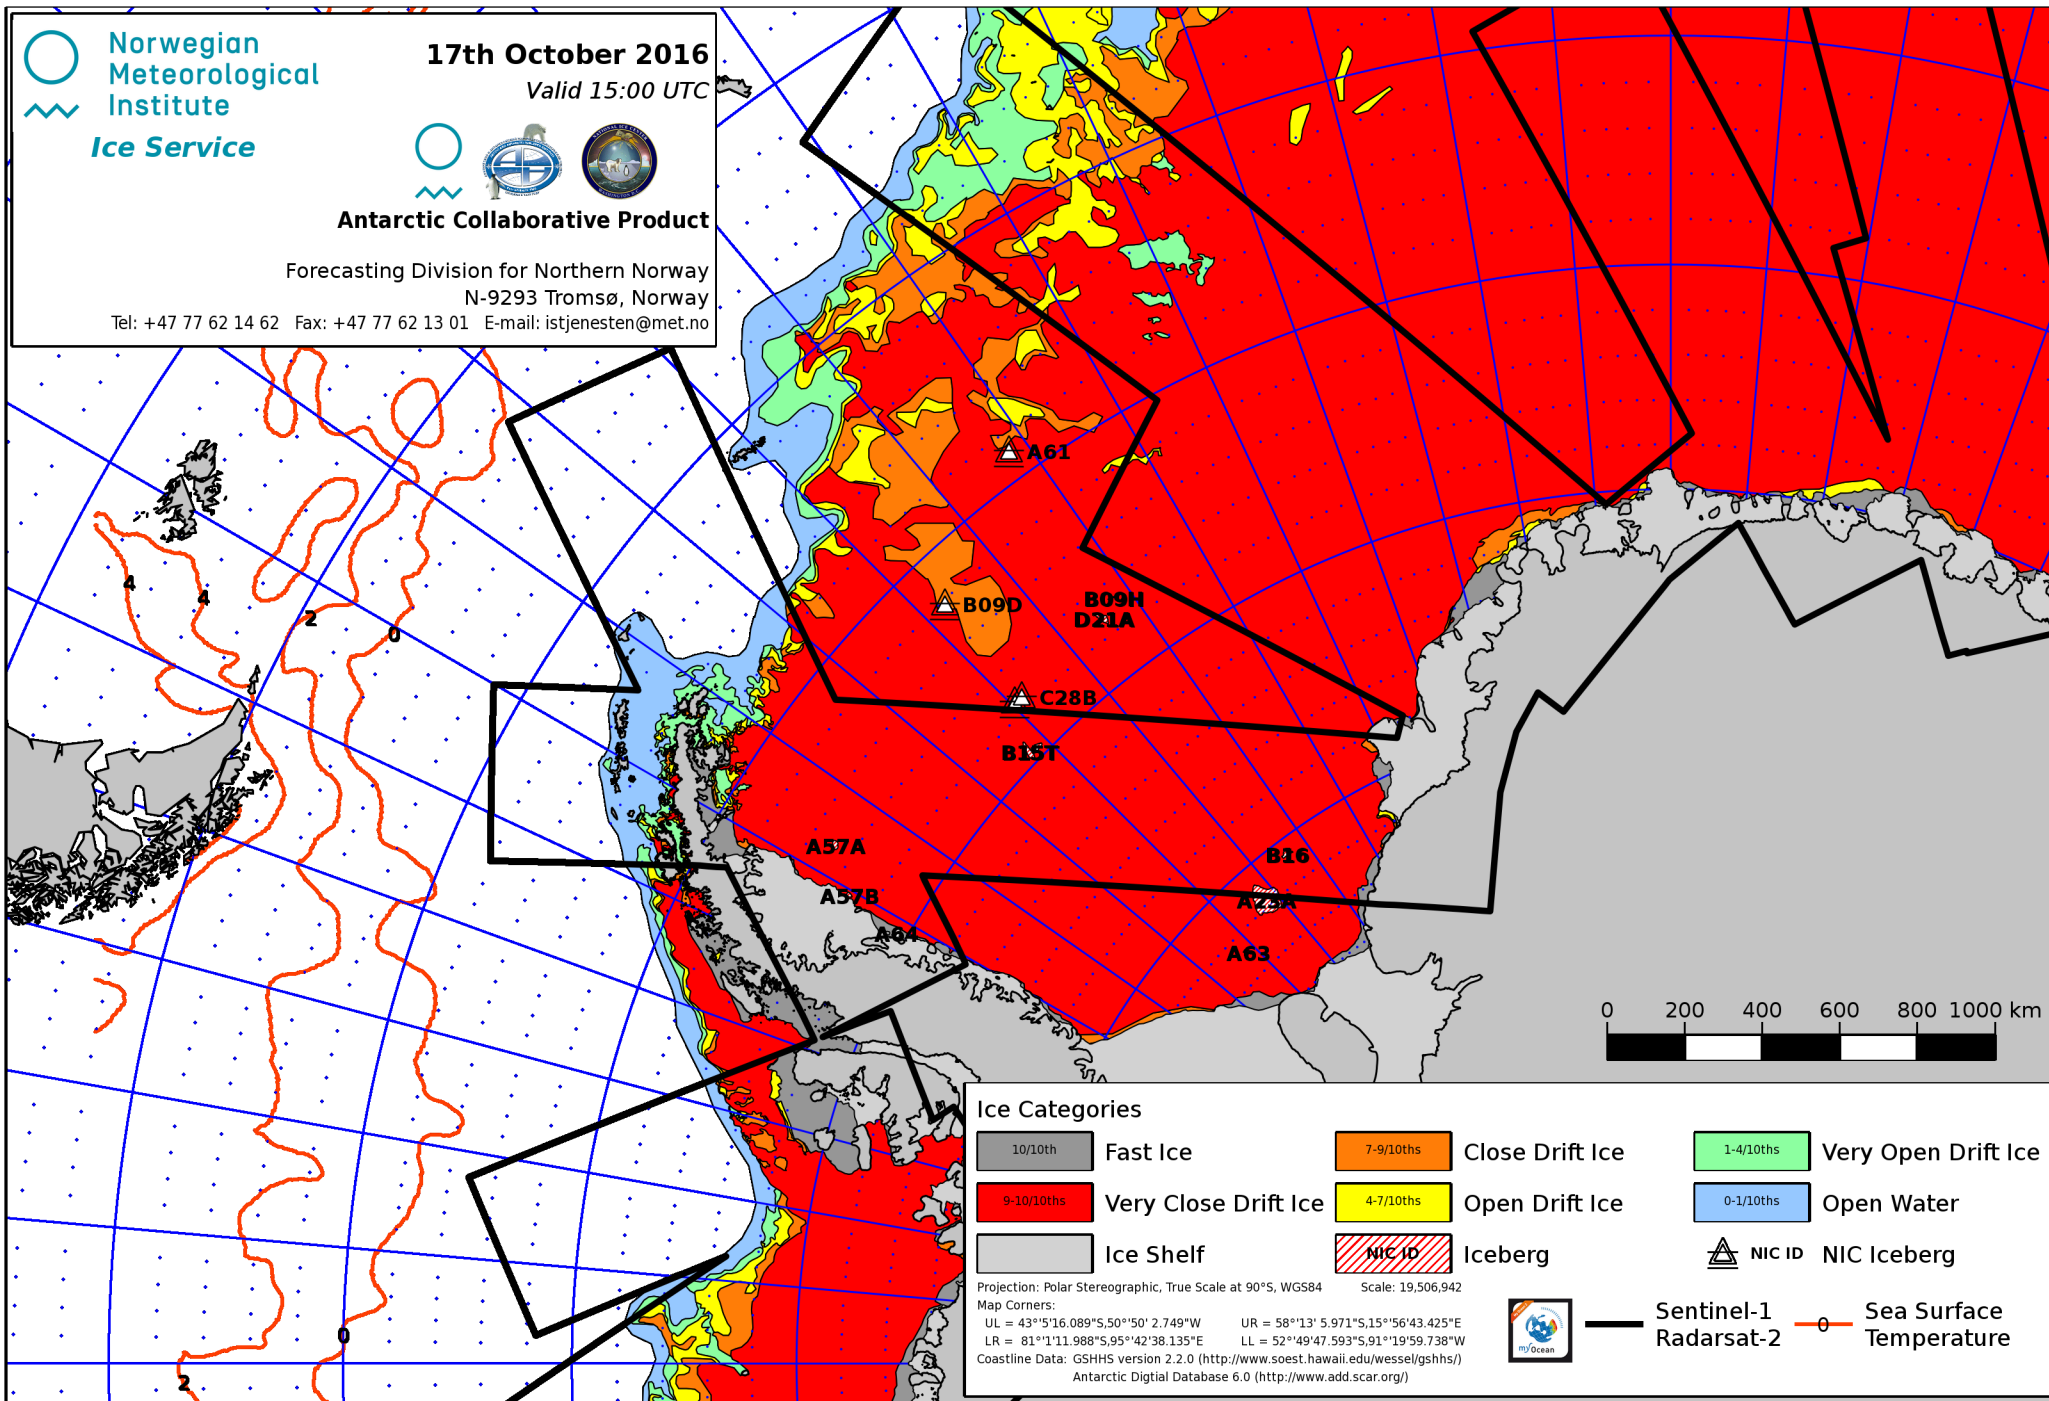 Norwegian
Meteorological
Institute
Ice Service
17th October 2016
Valid 15:00 UTC
Antarctic Collaborative Product
Forecasting Division for Northern Norway
N-9293 Tromsø, Norway
Tel: +47 77 62 14 62 Fax: +47 77 62 13 01 E-mail: istjenesten@met.no
A61
4
4
2
0
B09D
B09H
D21A
C28B
B15T
A57A
B16
A57B
A23A
A64
A63
0 200 400 600 800 1000 km
0
2
Ice Categories
10/10th Fast Ice
7-9/10ths Close Drift Ice
1-4/10ths Very Open Drift Ice
9-10/10ths Very Close Drift Ice
4-7/10ths Open Drift Ice
0-1/10ths Open Water
Ice Shelf
NIC ID Iceberg
NIC ID NIC Iceberg
Projection: Polar Stereographic, True Scale at 90°S, WGS84 Scale: 19,506,942
Map Corners:
UL = 43°'5'16.089"S,50°'50' 2.749"W UR = 58°'13' 5.971"S,15°'56'43.425"E
LR = 81°'1'11.988"S,95°'42'38.135"E LL = 52°'49'47.593"S,91°'19'59.738"W
Coastline Data: GSHHS version 2.2.0 (http://www.soest.hawaii.edu/wessel/gshhs/)
Antarctic Digtial Database 6.0 (http://www.add.scar.org/)
myOcean
Sentinel-1
Radarsat-2
0
Sea Surface
Temperature